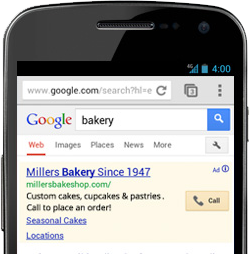 4G 4:00
www.google.com/search?hl=e 3
Google bakery
Web Images Places News More
Millers Bakery Since 1947 Ad
millersbakeshop.com/
Custom cakes, cupcakes & pastries.
Call to place an order!
Call
Seasonal Cakes
Locations